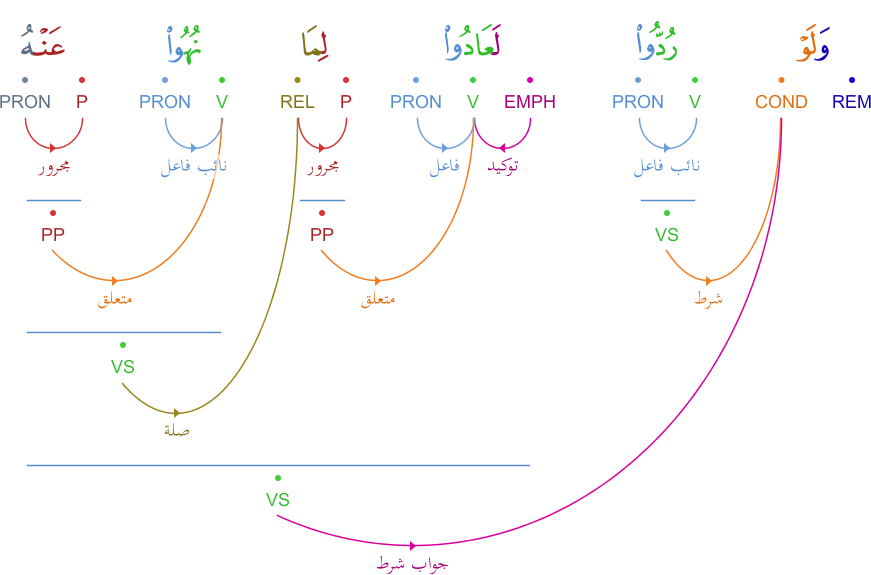 وَلَوْ رُدُّوا۟ لَعَادُوا۟ لِمَا نُهُوا۟ عَنْهُ
REM COND V PRON EMPH V PRON P REL V PRON P PRON
نائب فاعل توكيد فاعل مجرور نائب فاعل مجرور
VS PP PP
شرط متعلق متعلق
VS
صلة
VS
جواب شرط